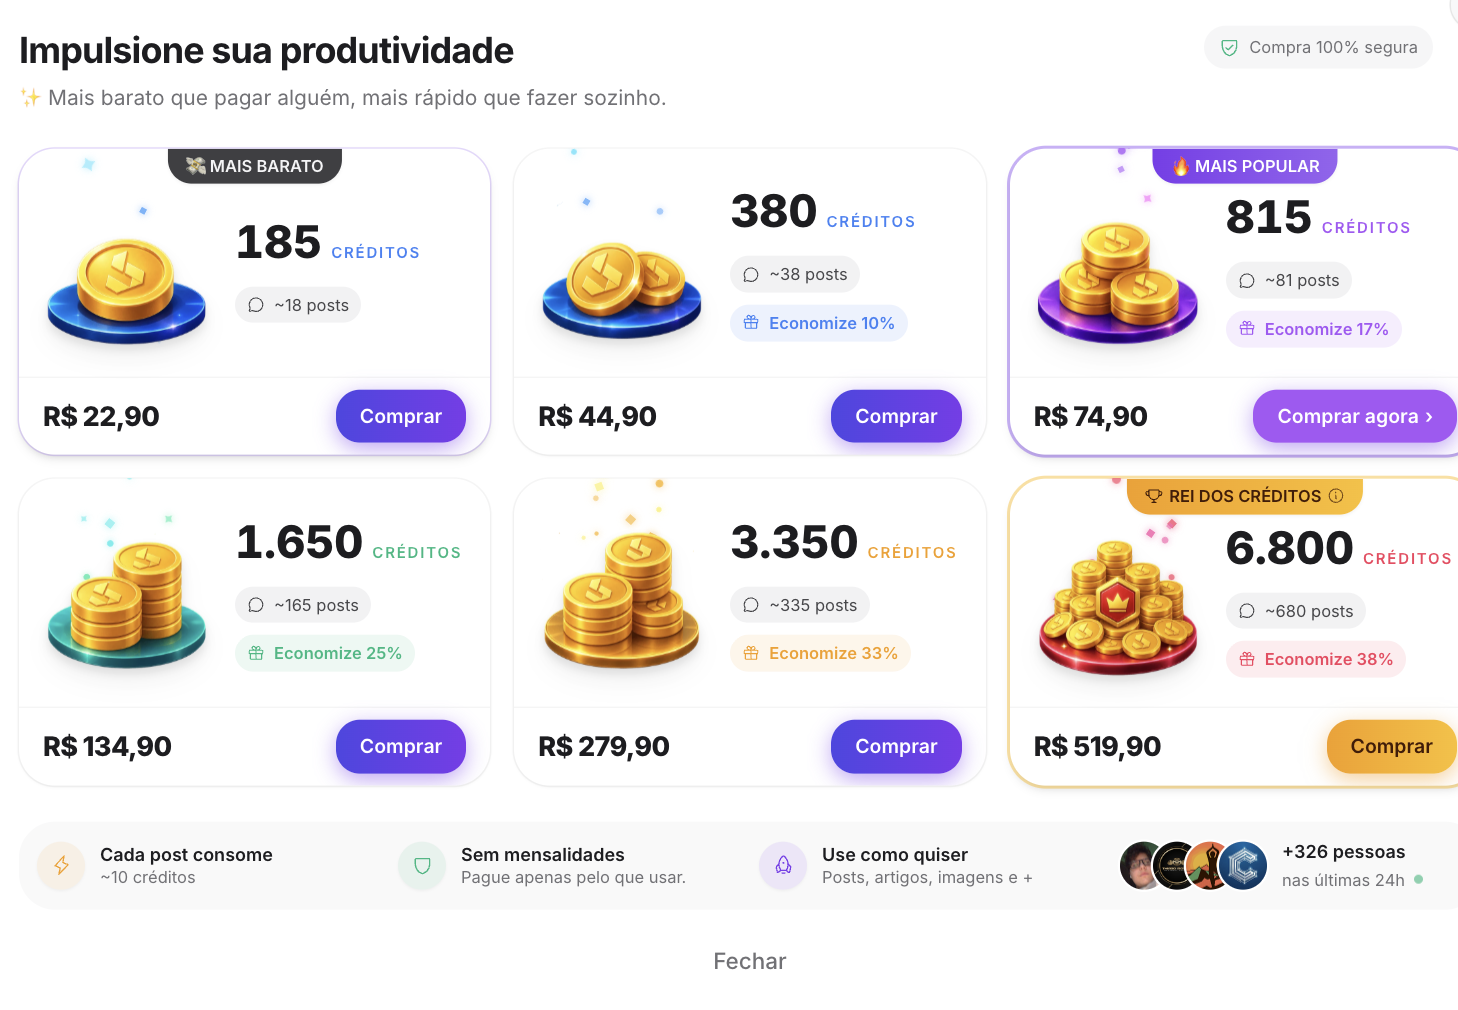 Impulsione sua produtividade
Compra 100% segura
✨ Mais barato que pagar alguém, mais rápido que fazer sozinho.
💸 MAIS BARATO
185 CRÉDITOS
~18 posts
R$ 22,90
Comprar
380 CRÉDITOS
~38 posts
Economize 10%
R$ 44,90
Comprar
🔥 MAIS POPULAR
815 CRÉDITOS
~81 posts
Economize 17%
R$ 74,90
Comprar agora ›
1.650 CRÉDITOS
~165 posts
Economize 25%
R$ 134,90
Comprar
3.350 CRÉDITOS
~335 posts
Economize 33%
R$ 279,90
Comprar
REI DOS CRÉDITOS
6.800 CRÉDITOS
~680 posts
Economize 38%
R$ 519,90
Comprar
Cada post consome
~10 créditos
Sem mensalidades
Pague apenas pelo que usar.
Use como quiser
Posts, artigos, imagens e +
+326 pessoas
nas últimas 24h
Fechar